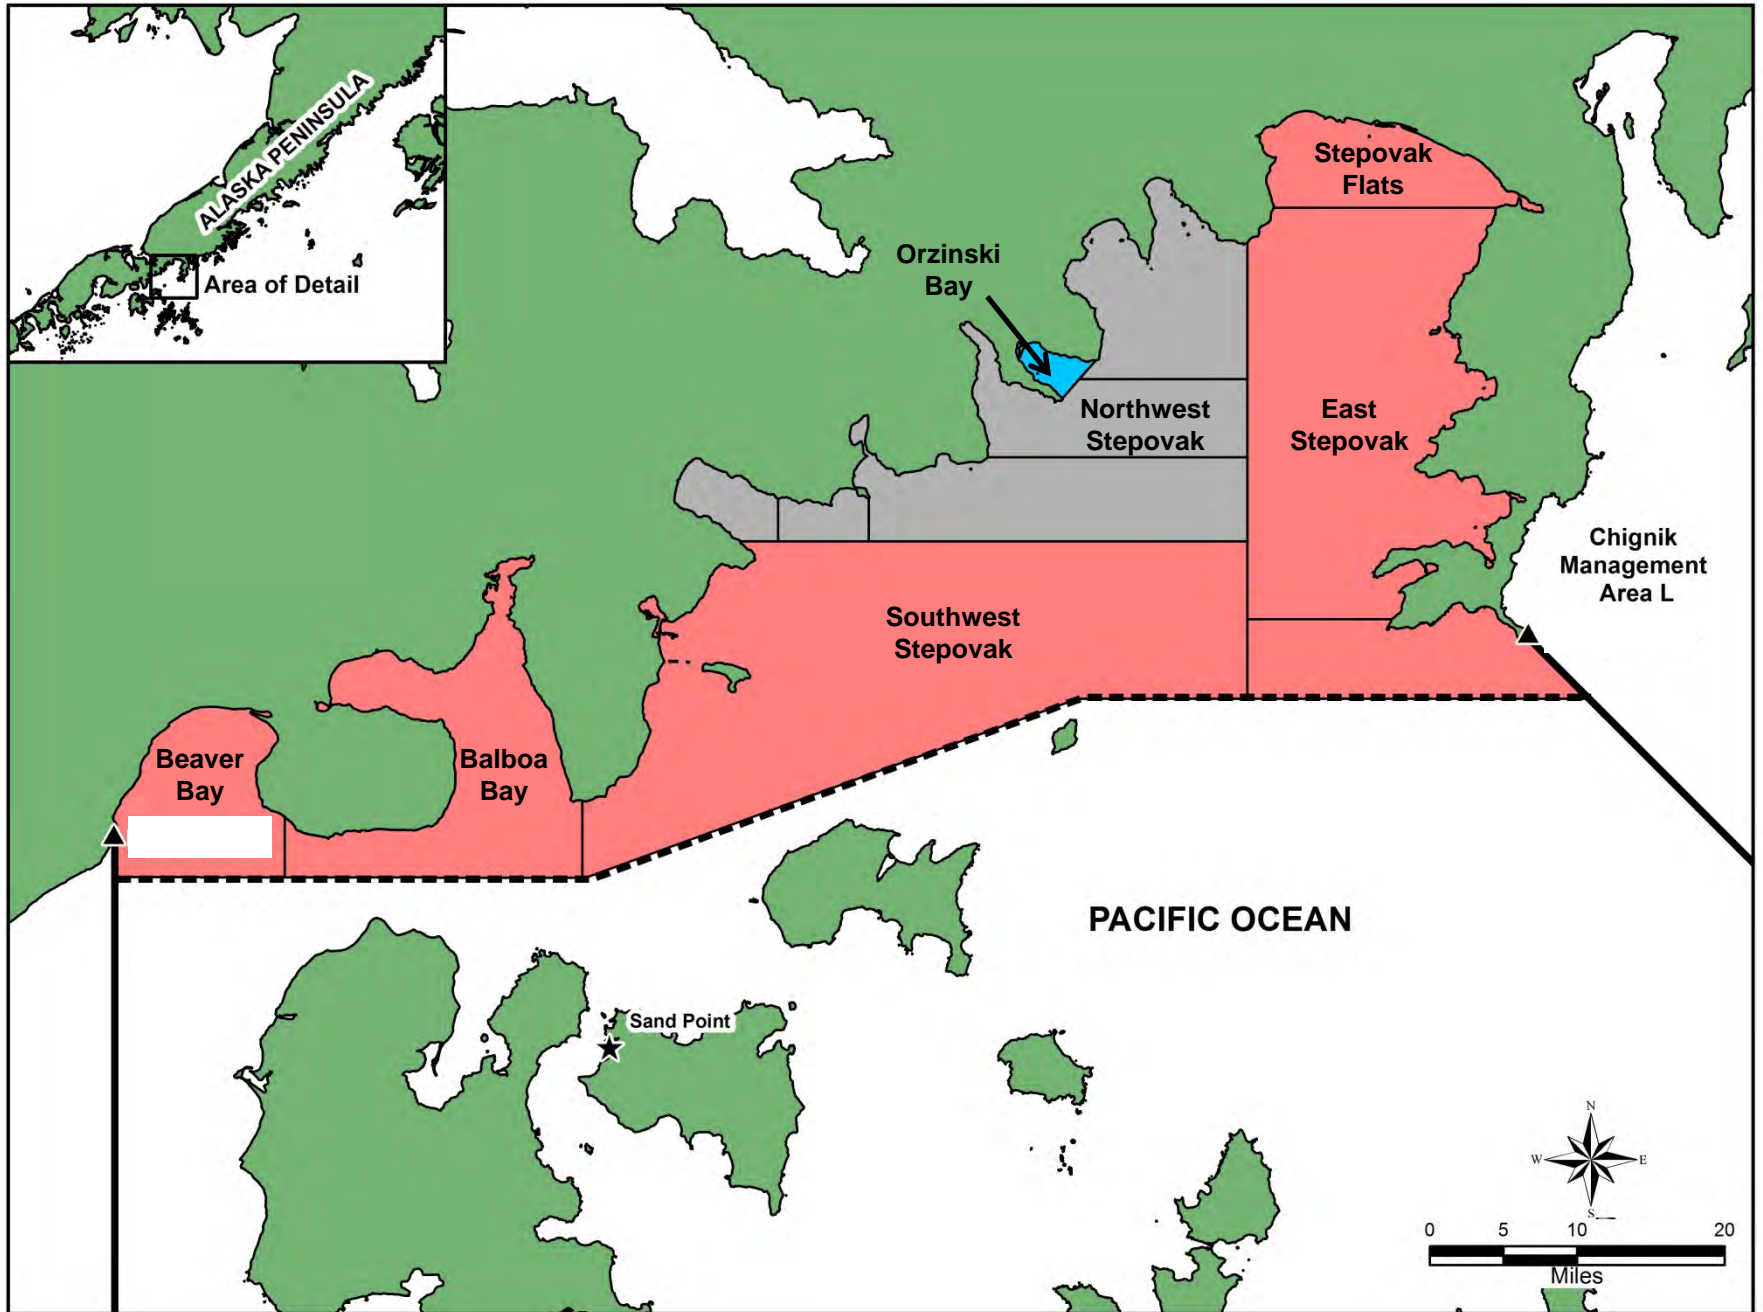 ALASKA PENINSULA
Area of Detail
Stepovak
Flats
Orzinski
Bay
Northwest
Stepovak
East
Stepovak
Chignik
Management
Area L
Southwest
Stepovak
Beaver
Bay
Balboa
Bay
PACIFIC OCEAN
Sand Point
N
W
E
S
0 5 10 20
Miles